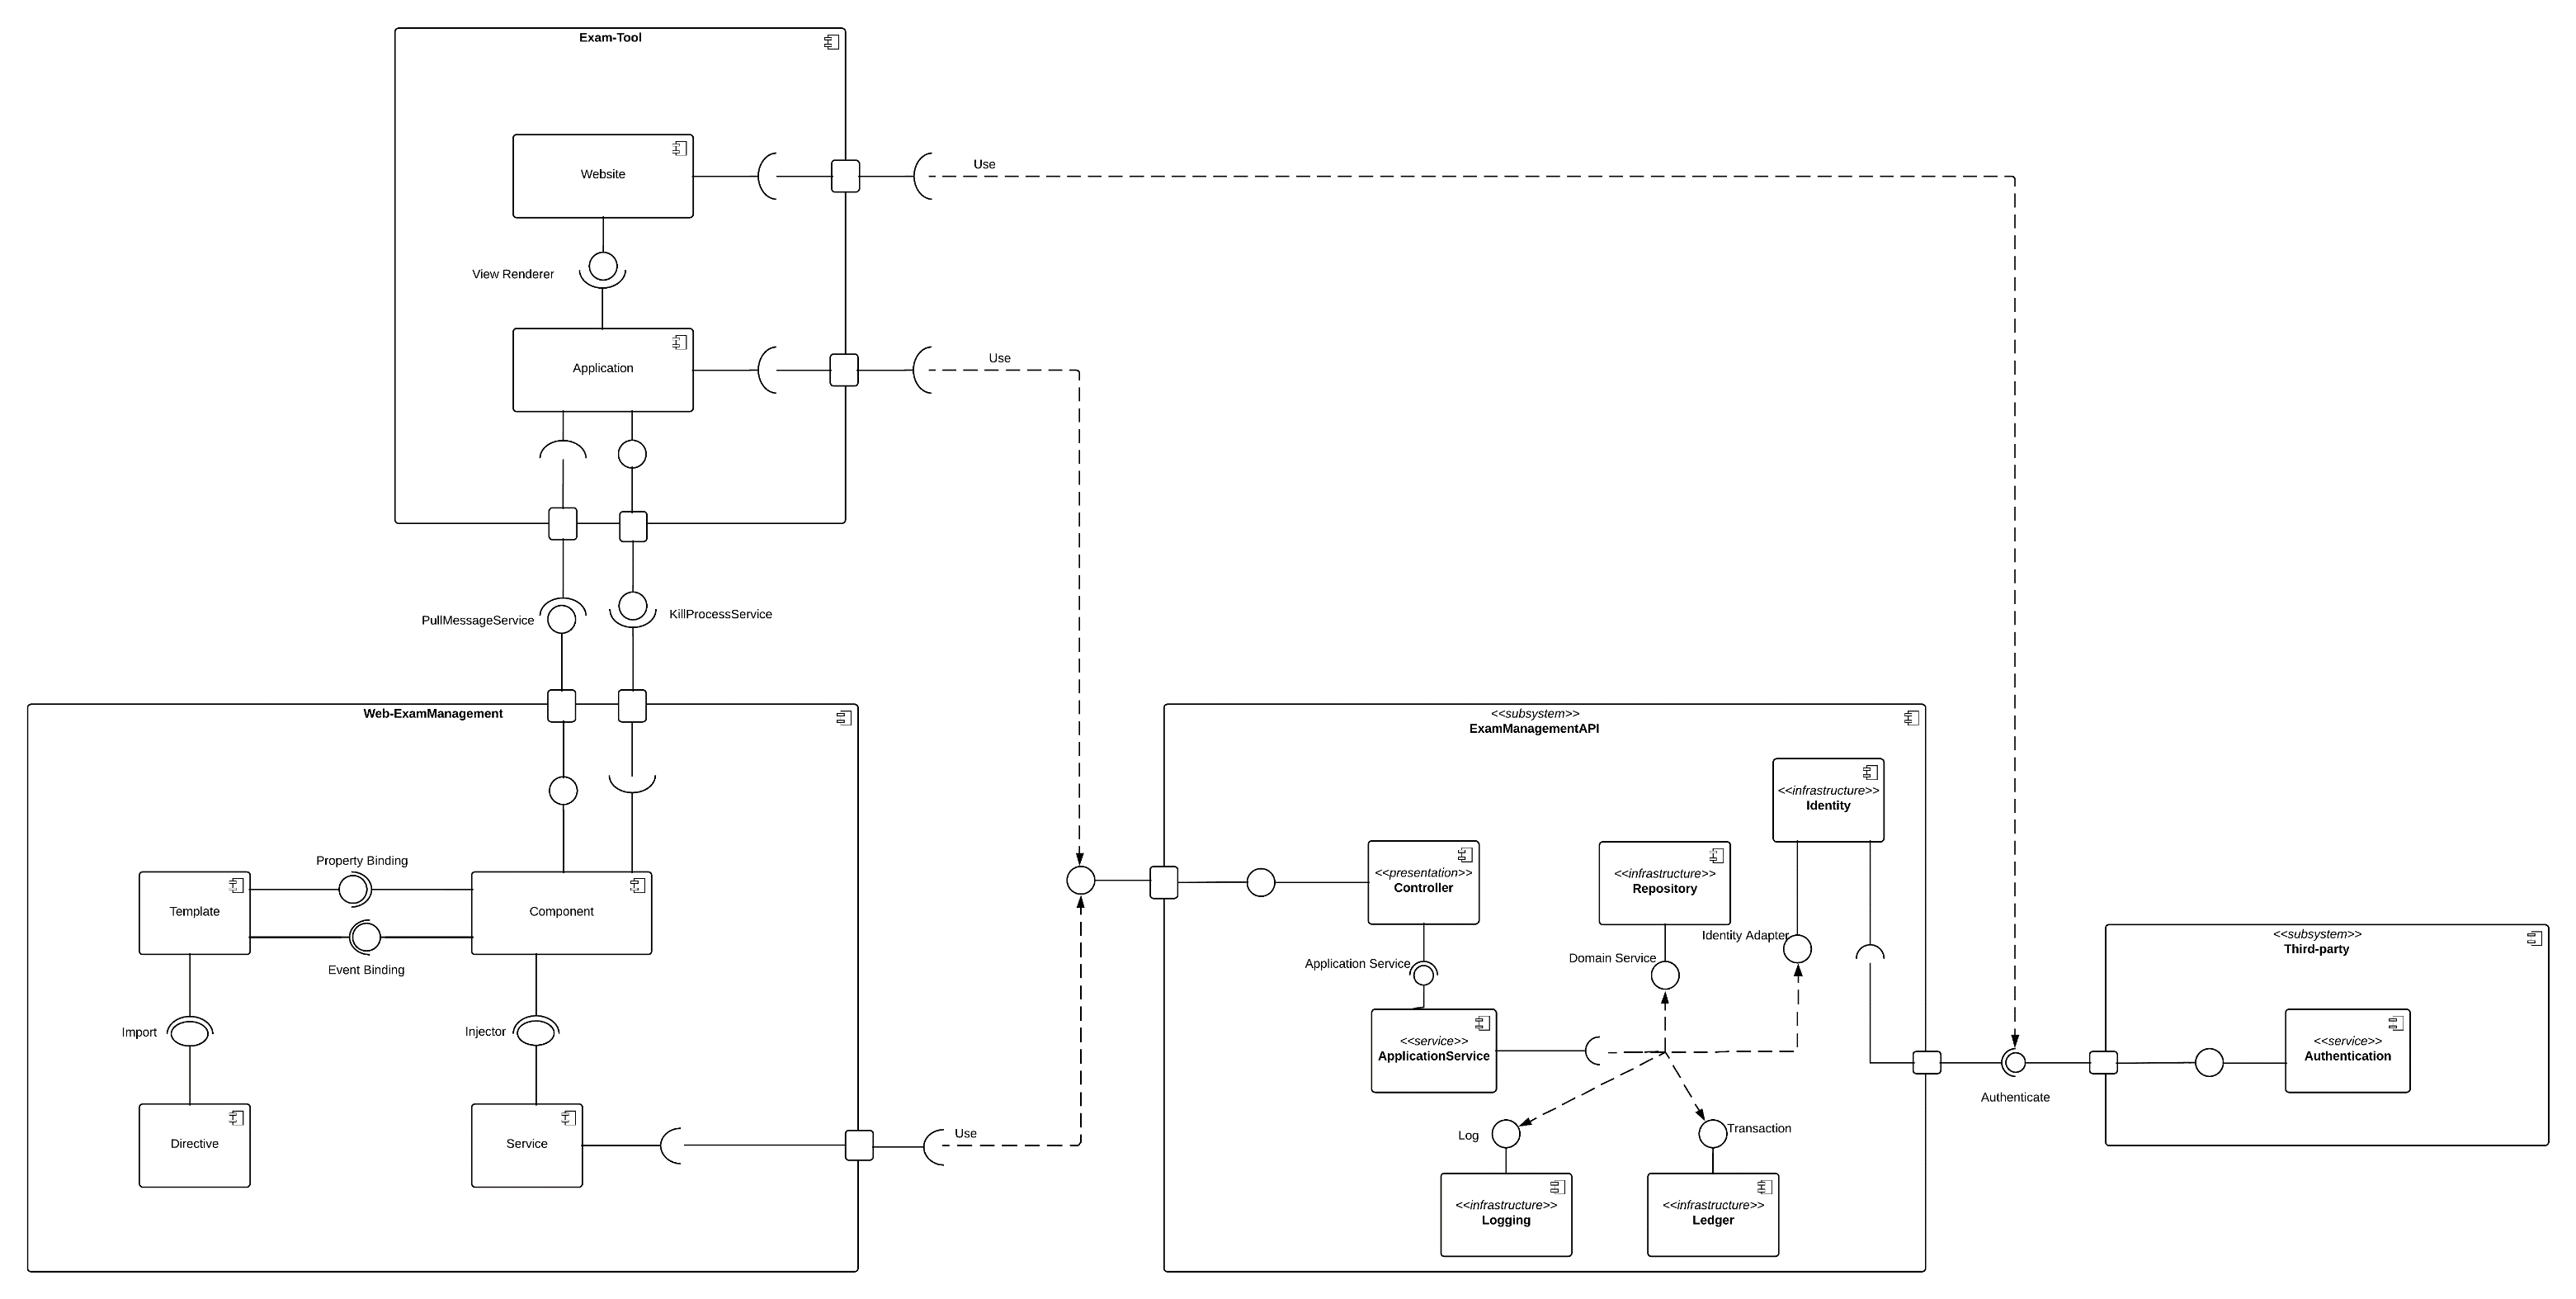 Exam-Tool
Website
Use
View Renderer
Application
Use
PullMessageService
KillProcessService
Web-ExamManagement
Property Binding
Template
Component
Event Binding
Import
Injector
Directive
Service
Use
<<subsystem>>
ExamManagementAPI
<<infrastructure>>
Identity
<<presentation>>
Controller
<<infrastructure>>
Repository
Identity Adapter
Application Service
Domain Service
<<service>>
ApplicationService
Log
Transaction
<<infrastructure>>
Logging
<<infrastructure>>
Ledger
Authenticate
<<subsystem>>
Third-party
<<service>>
Authentication